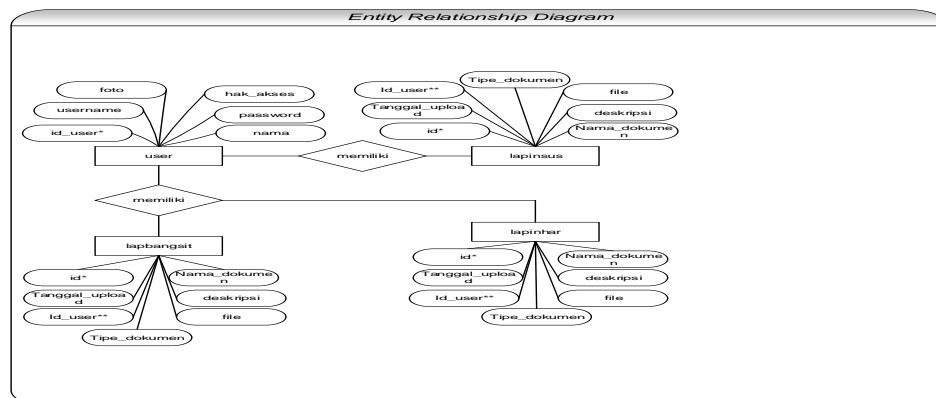 Entity Relationship Diagram
foto
hak_akses
username
password
id_user*
nama
user
memiliki
Tipe_dokumen
Id_user**
file
Tanggal_uploa
d
deskripsi
id*
Nama_dokume
n
lapinsus
memiliki
lapbangsit
id*
Nama_dokume
n
Tanggal_uploa
d
deskripsi
Id_user**
file
Tipe_dokumen
lapinhar
id*
Nama_dokume
n
Tanggal_uploa
d
deskripsi
Id_user**
file
Tipe_dokumen